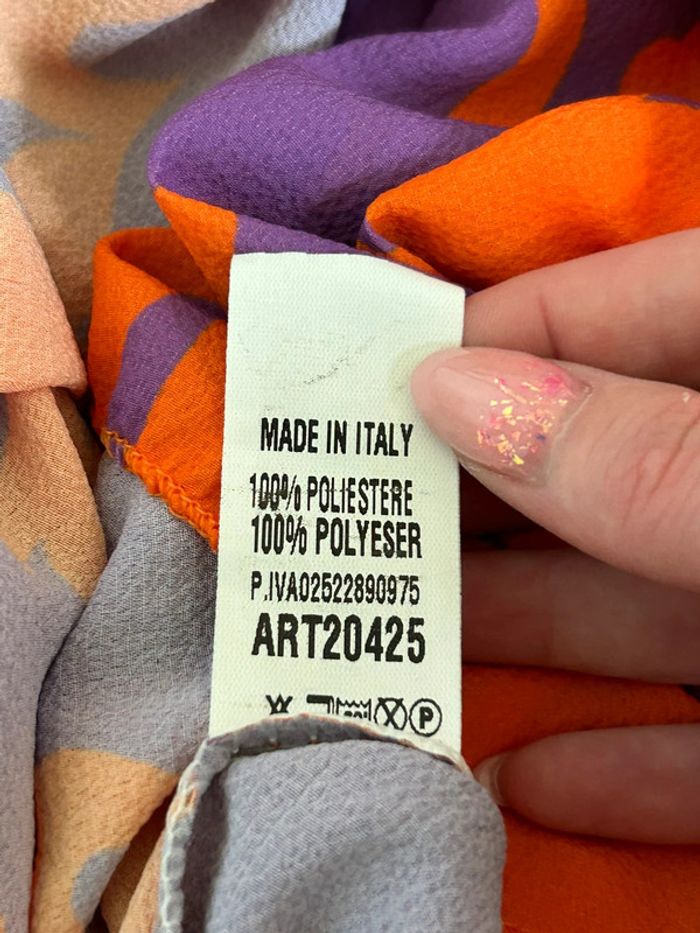 MADE IN ITALY
100% POLIESTERE
100% POLYESER
P.IVA02522890975
ART20425
P